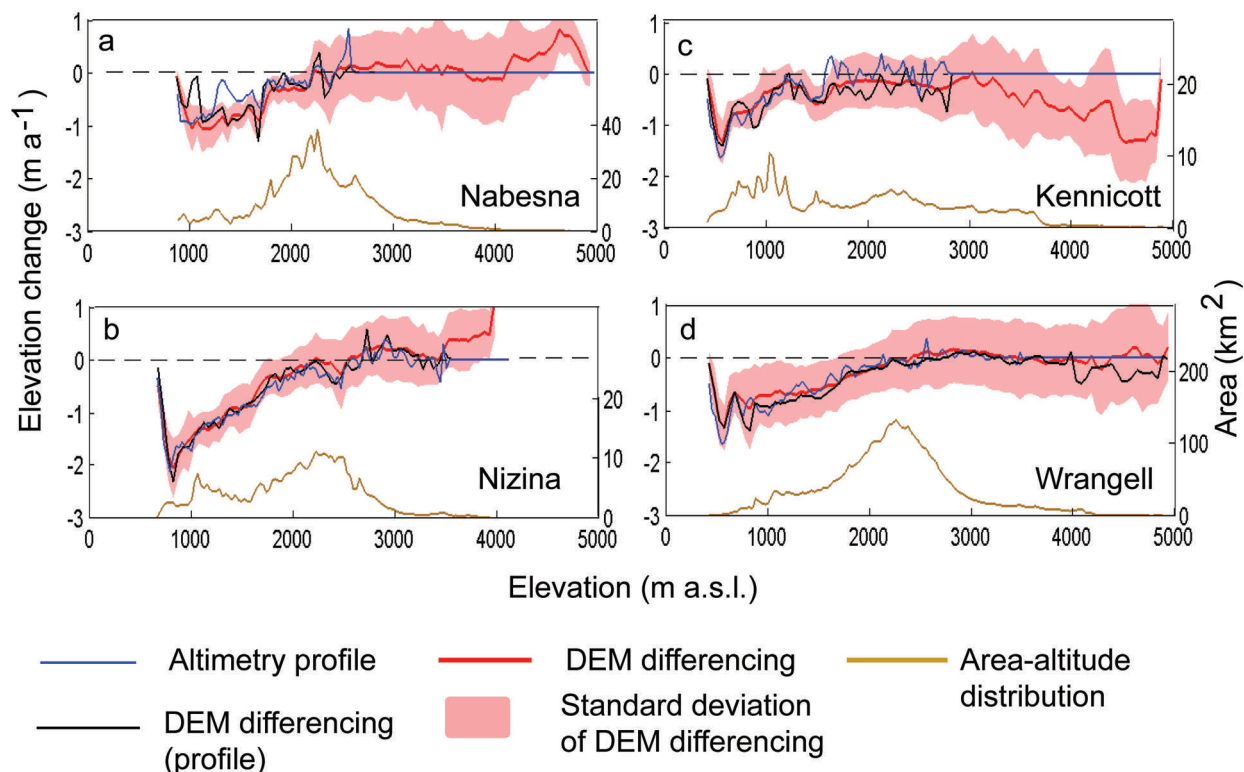 Elevation change (m a⁻¹)
a
1
0
-1
-2
-3
40
20
0
Nabesna
0 1000 2000 3000 4000 5000
c
1
0
-1
-2
-3
20
10
0
Kennicott
0 1000 2000 3000 4000 5000
b
1
0
-1
-2
-3
20
10
0
Nizina
0 1000 2000 3000 4000 5000
d
1
0
-1
-2
-3
200
100
0
Wrangell
0 1000 2000 3000 4000 5000
Area (km²)
Elevation (m a.s.l.)
Altimetry profile
DEM differencing
Area-altitude
distribution
DEM differencing
(profile)
Standard deviation
of DEM differencing